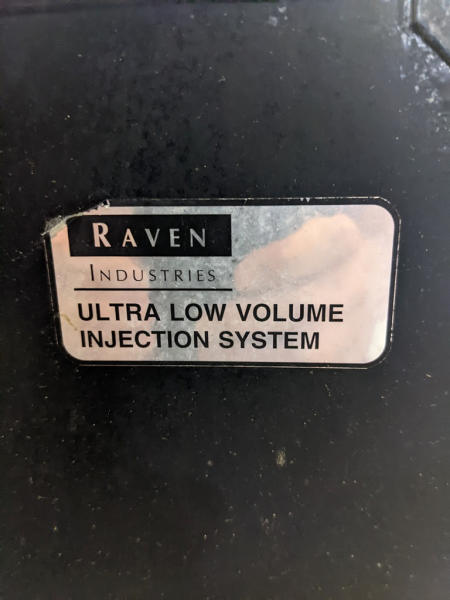 RAVEN
INDUSTRIES
ULTRA LOW VOLUME
INJECTION SYSTEM